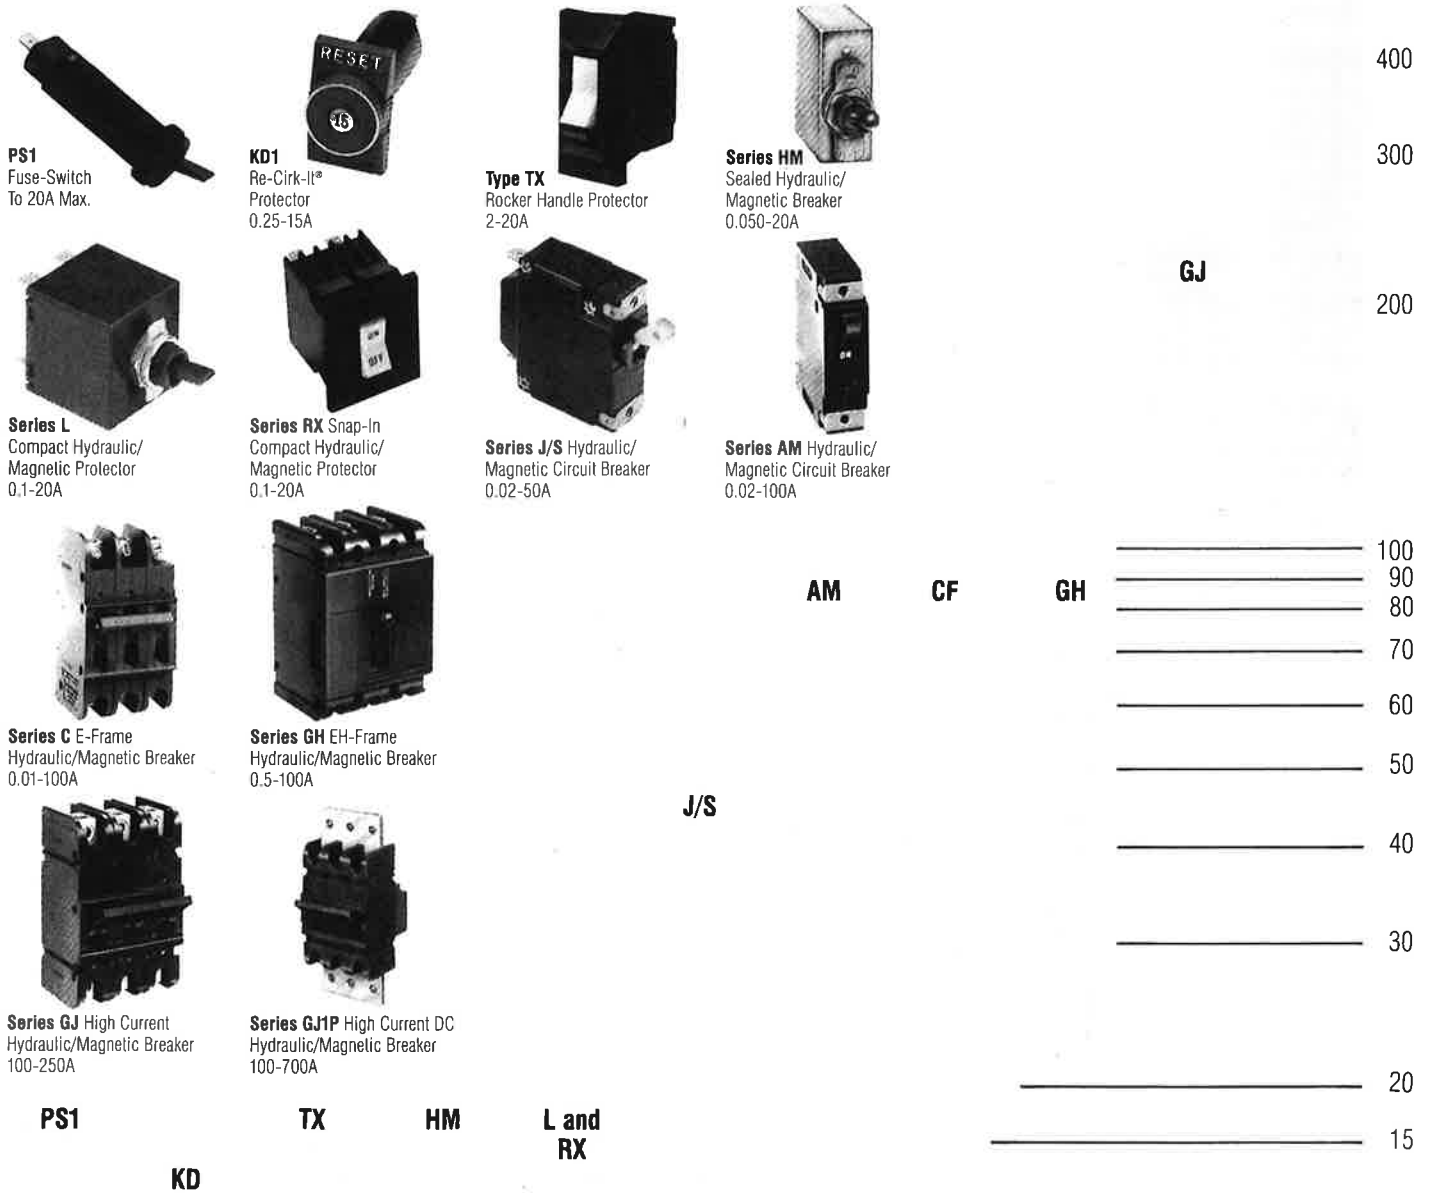 RESET
15
PS1
Fuse-Switch
To 20A Max.
KD1
Re-Cirk-It®
Protector
0.25-15A
Type TX
Rocker Handle Protector
2-20A
Series HM
Sealed Hydraulic/
Magnetic Breaker
0.050-20A
ON
OFF
Series L
Compact Hydraulic/
Magnetic Protector
0.1-20A
Series RX Snap-In
Compact Hydraulic/
Magnetic Protector
0.1-20A
Series J/S Hydraulic/
Magnetic Circuit Breaker
0.02-50A
Series AM Hydraulic/
Magnetic Circuit Breaker
0.02-100A
Series C E-Frame
Hydraulic/Magnetic Breaker
0.01-100A
Series GH EH-Frame
Hydraulic/Magnetic Breaker
0.5-100A
Series GJ High Current
Hydraulic/Magnetic Breaker
100-250A
Series GJ1P High Current DC
Hydraulic/Magnetic Breaker
100-700A
400
300
GJ
200
100
90
AM CF GH
80
70
60
50
J/S
40
30
20
PS1 TX HM L and
RX
15
KD